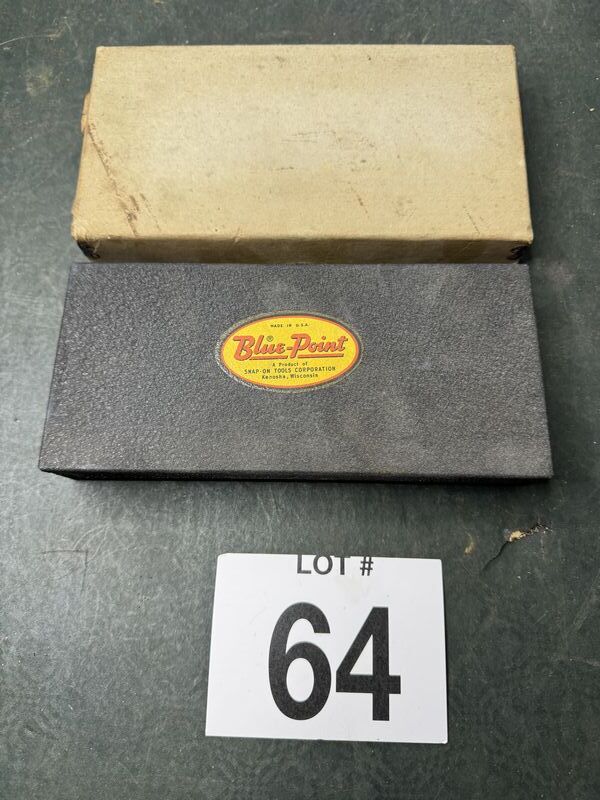 MADE IN U.S.A.
Blue-Point®
A Product of
SNAP-ON TOOLS CORPORATION
Kenosha, Wisconsin
LOT #
64